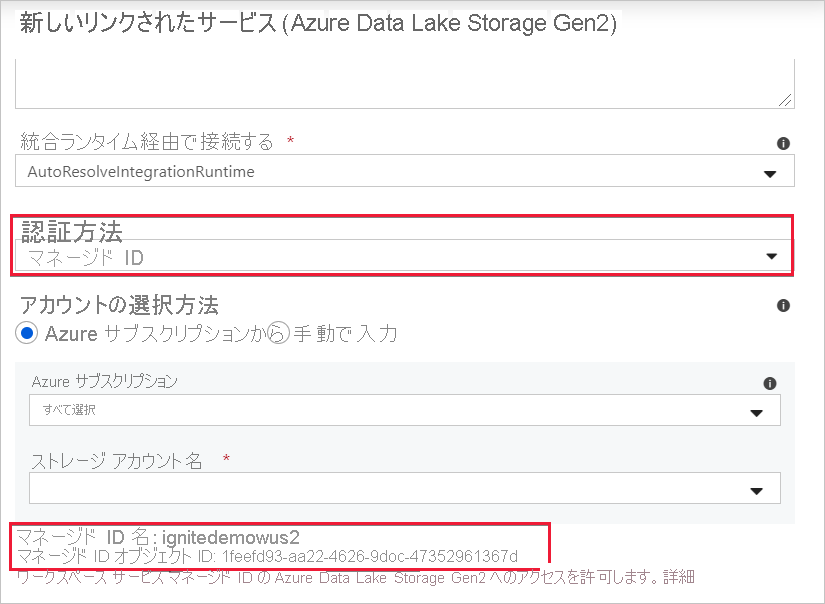 新しいリンクされたサービス (Azure Data Lake Storage Gen2)
統合ランタイム経由で接続する *
AutoResolveIntegrationRuntime
認証方法
マネージド ID
アカウントの選択方法
Azure サブスクリプションから 手動で入力
Azure サブスクリプション
すべて選択
ストレージ アカウント名 *
マネージド ID 名: ignitedemowus2
マネージド ID オブジェクト ID: 1feefd93-aa22-4626-9doc-47352961367d
ワークスペース サービス マネージド ID の Azure Data Lake Storage Gen2 へのアクセスを許可します。詳細